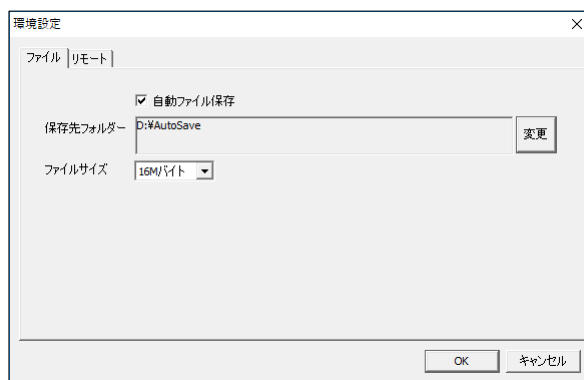 環境設定
ファイル リモート
自動ファイル保存
保存先フォルダー D:¥AutoSave 変更
ファイルサイズ 16Mバイト
OK キャンセル